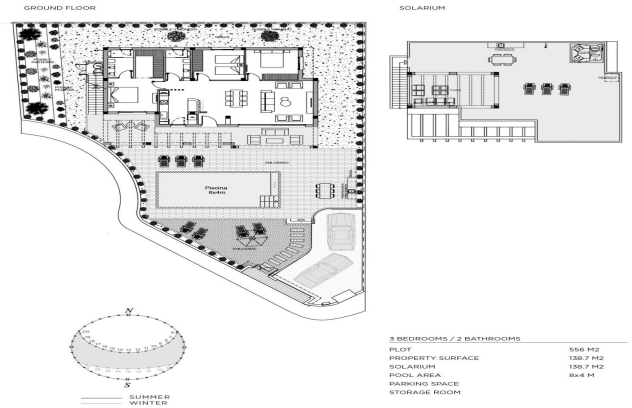 GROUND FLOOR
SOLARIUM
Piscina
8x4m
N
S
SUMMER
WINTER
3 BEDROOMS / 2 BATHROOMS
PLOT 556 M2
PROPERTY SURFACE 138.7 M2
SOLARIUM 138.7 M2
POOL AREA 8x4 M
PARKING SPACE
STORAGE ROOM